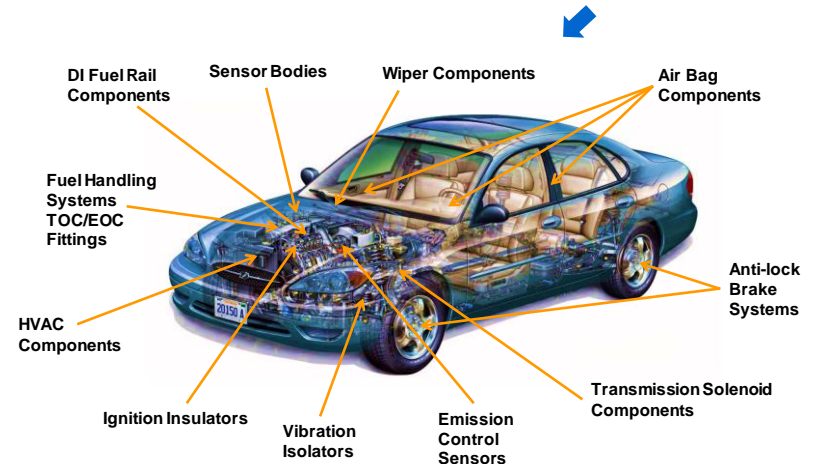 DI Fuel Rail
Components
Sensor Bodies
Wiper Components
Air Bag
Components
Fuel Handling
Systems
TOC/EOC
Fittings
Anti-lock
Brake
Systems
HVAC
Components
20150 A
Ignition Insulators
Vibration
Isolators
Emission
Control
Sensors
Transmission Solenoid
Components